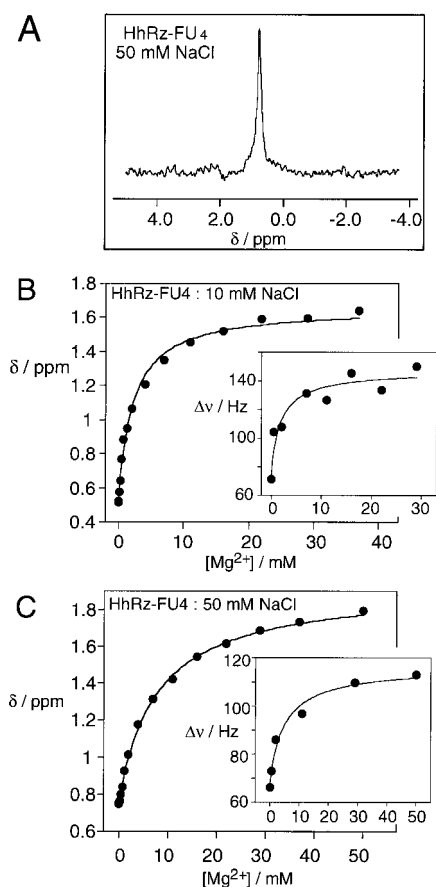 A
HhRz-FU4
50 mM NaCl
4.0 2.0 0.0 -2.0 -4.0
δ / ppm
B
HhRz-FU4 : 10 mM NaCl
1.8
1.6
1.4
1.2
1
0.8
0.6
0.4
δ / ppm
0 10 20 30 40
[Mg2+] / mM
140
100
60
Δν / Hz
0 10 20 30
C
HhRz-FU4 : 50 mM NaCl
1.8
1.6
1.4
1.2
1
0.8
0.6
δ / ppm
0 10 20 30 40 50
[Mg2+] / mM
120
100
80
60
Δν / Hz
0 10 20 30 40 50